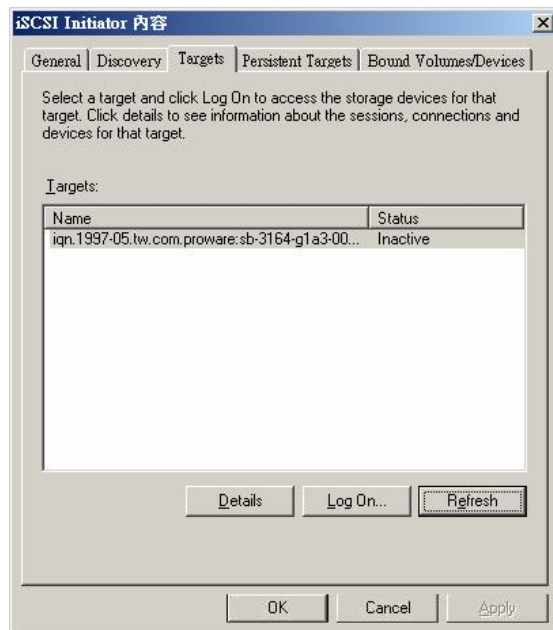 iSCSI Initiator 內容
General Discovery Targets Persistent Targets Bound Volumes/Devices
Select a target and click Log On to access the storage devices for that
target. Click details to see information about the sessions, connections and
devices for that target.
Targets:
Name Status
iqn.1997-05.tw.com.proware:sb-3164-g1a3-00... Inactive
Details Log On... Refresh
OK Cancel Apply